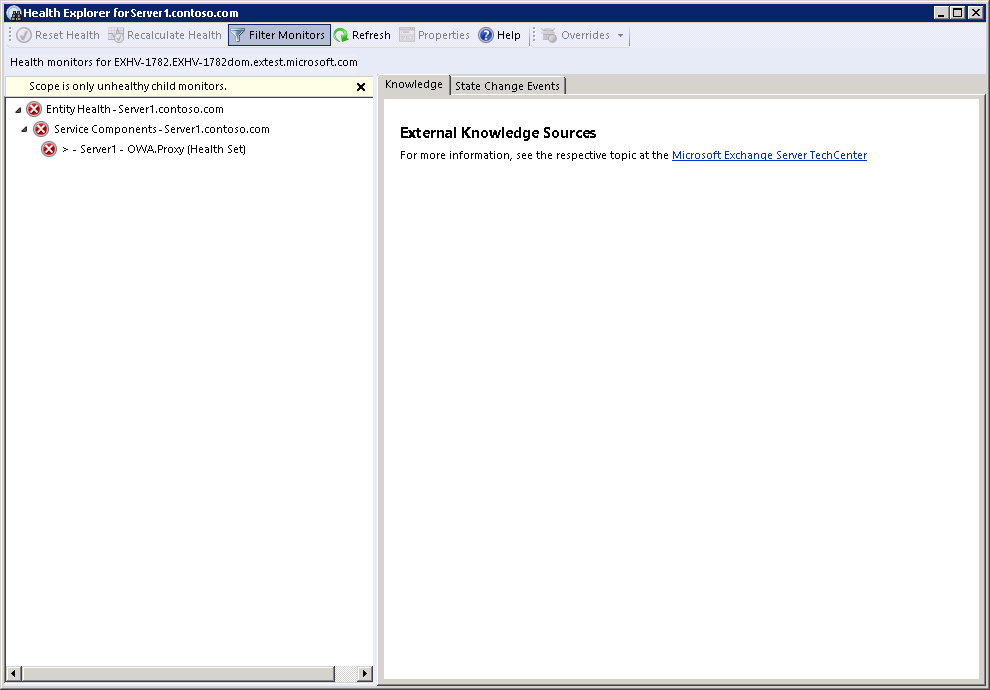 Health Explorer for Server1.contoso.com
Reset Health Recalculate Health Filter Monitors Refresh Properties Help Overrides
Health monitors for EXHV-1782.EXHV-1782dom.extest.microsoft.com
Scope is only unhealthy child monitors.
Entity Health - Server1.contoso.com
Service Components - Server1.contoso.com
> - Server1 - OWA.Proxy (Health Set)
Knowledge State Change Events
External Knowledge Sources
For more information, see the respective topic at the Microsoft Exchange Server TechCenter